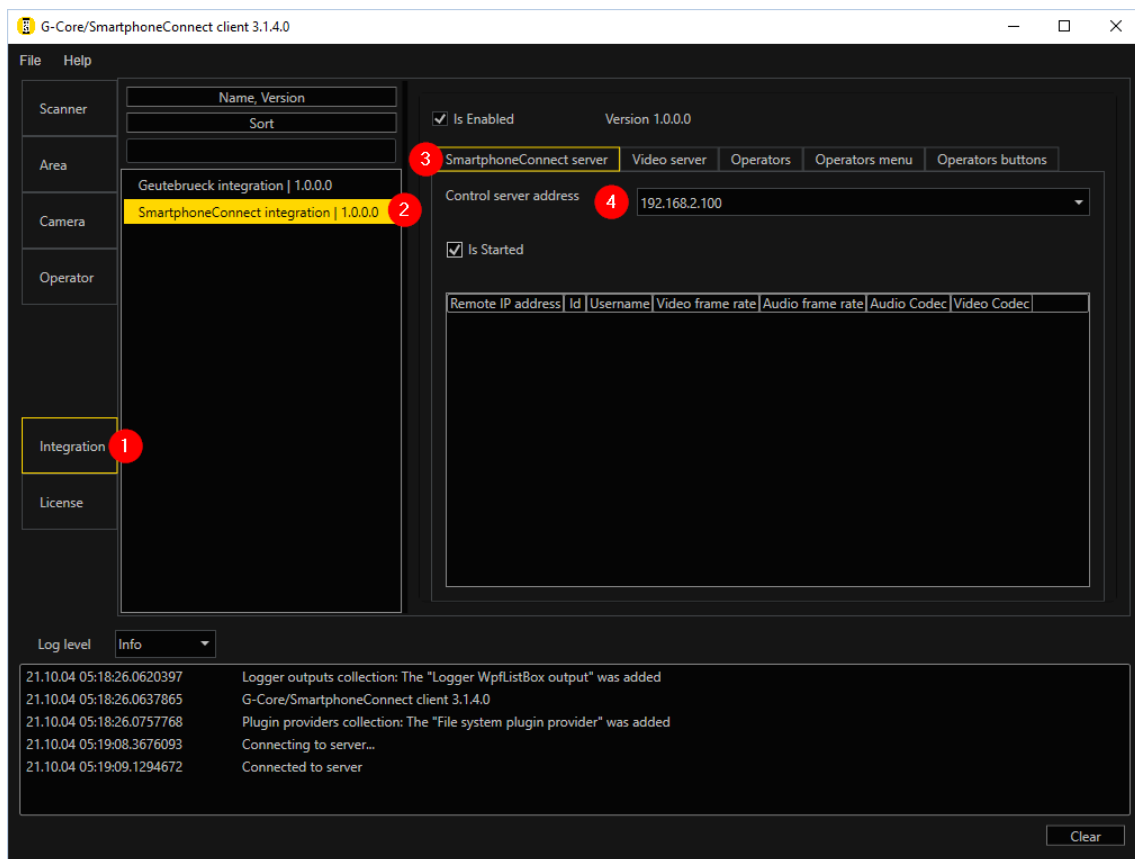 G-Core/SmartphoneConnect client 3.1.4.0
File Help
Scanner
Area
Camera
Operator
Integration 1
License
Name, Version
Sort
Geutebrueck integration | 1.0.0.0
SmartphoneConnect integration | 1.0.0.0 2
Is Enabled Version 1.0.0.0
3 SmartphoneConnect server Video server Operators Operators menu Operators buttons
Control server address 4 192.168.2.100
Is Started
Remote IP address Id Username Video frame rate Audio frame rate Audio Codec Video Codec
Log level Info
21.10.04 05:18:26.0620397 Logger outputs collection: The "Logger WpfListBox output" was added
21.10.04 05:18:26.0637865 G-Core/SmartphoneConnect client 3.1.4.0
21.10.04 05:18:26.0757768 Plugin providers collection: The "File system plugin provider" was added
21.10.04 05:19:08.3676093 Connecting to server...
21.10.04 05:19:09.1294672 Connected to server
Clear